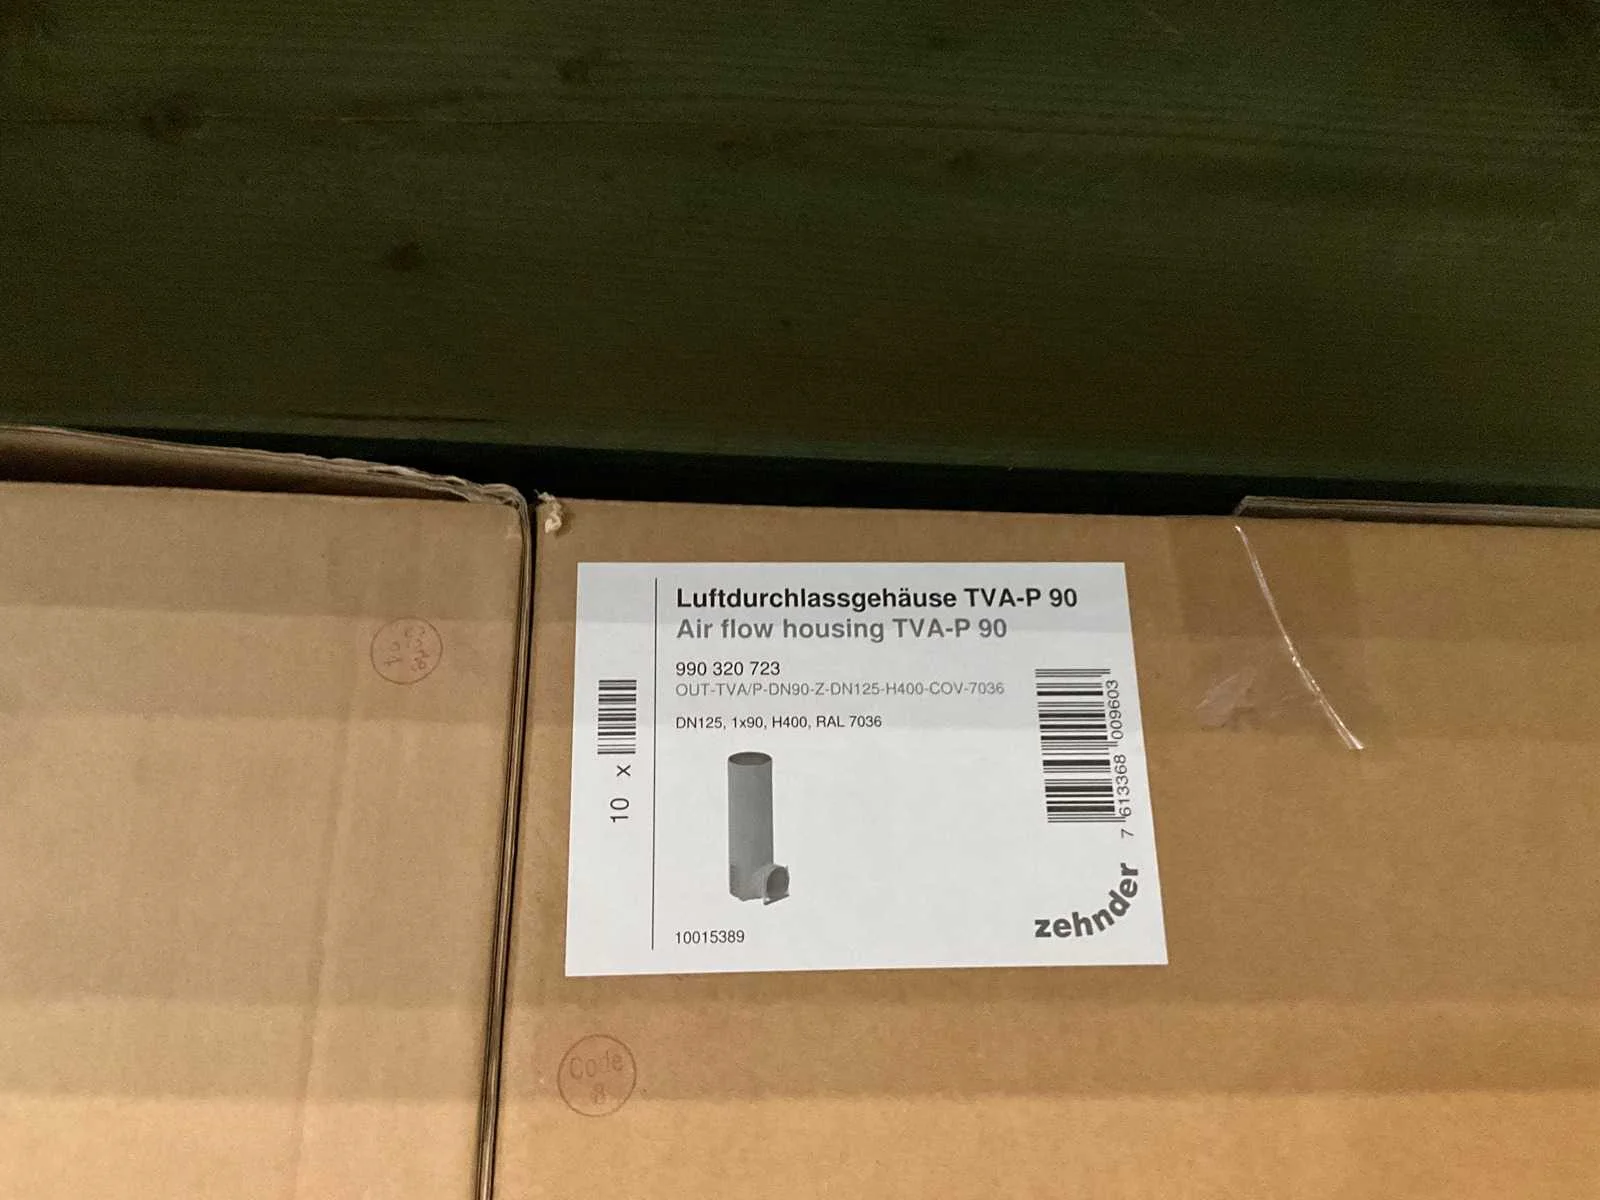 Luftdurchlassgehäuse TVA-P 90
Air flow housing TVA-P 90
990 320 723
OUT-TVA/P-DN90-Z-DN125-H400-COV-7036
DN125, 1x90, H400, RAL 7036
10 x
7 613368 009603
10015389
zehnder
Code
8